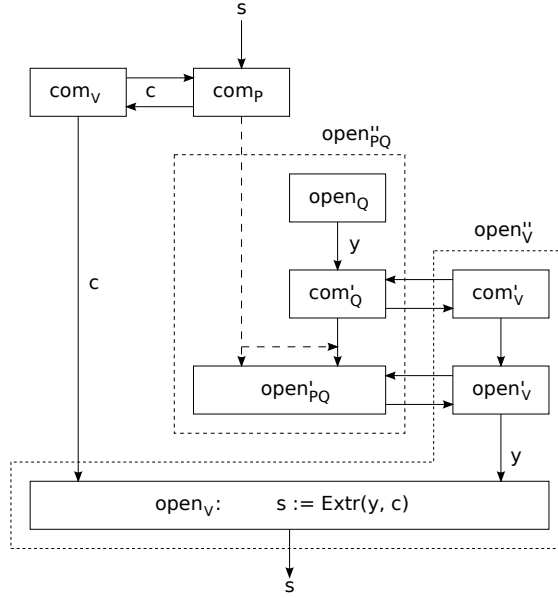 s
com_V
c
com_P
open''_PQ
open_Q
y
open''_V
c
com'_Q
com'_V
open'_PQ
open'_V
y
open_V: s := Extr(y, c)
s